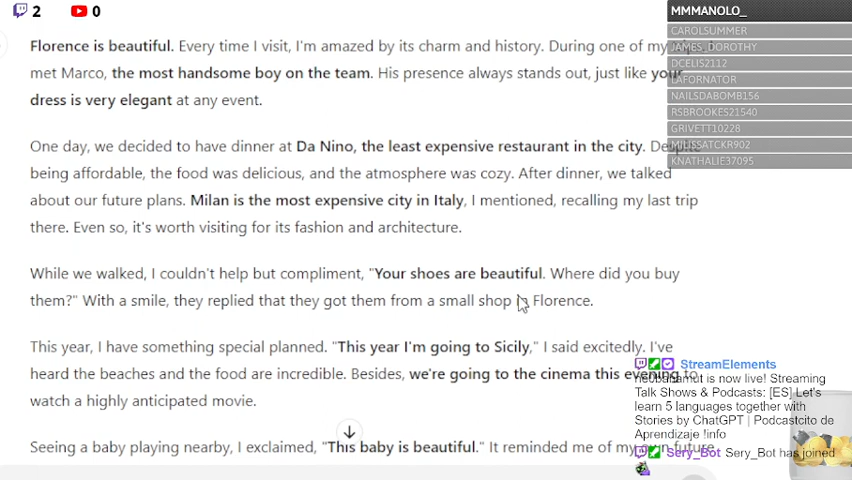 2 0
MMMANOLO_
CAROLSUMMER
JAMES_DOROTHY
DCELIS2112
LAFORNATOR
NAILSDABOMB156
RSBROOKES21540
GRIVETT10228
MILISSATCKR902
KNATHALIE37095
Florence is beautiful. Every time I visit, I'm amazed by its charm and history. During one of my
met Marco, the most handsome boy on the team. His presence always stands out, just like your
dress is very elegant at any event.
One day, we decided to have dinner at Da Nino, the least expensive restaurant in the city. Despite
being affordable, the food was delicious, and the atmosphere was cozy. After dinner, we talked
about our future plans. Milan is the most expensive city in Italy, I mentioned, recalling my last trip
there. Even so, it's worth visiting for its fashion and architecture.
While we walked, I couldn't help but compliment, "Your shoes are beautiful. Where did you buy
them?" With a smile, they replied that they got them from a small shop in Florence.
This year, I have something special planned. "This year I'm going to Sicily," I said excitedly. I've
heard the beaches and the food are incredible. Besides, we're going to the cinema this evening to
watch a highly anticipated movie.
Seeing a baby playing nearby, I exclaimed, "This baby is beautiful." It reminded me of my own future
StreamElements
is now live! Streaming
Talk Shows & Podcasts: [ES] Let's
learn 5 languages together with
Stories by ChatGPT | Podcastcito de
Aprendizaje !info
Sery_Bot Sery_Bot has joined